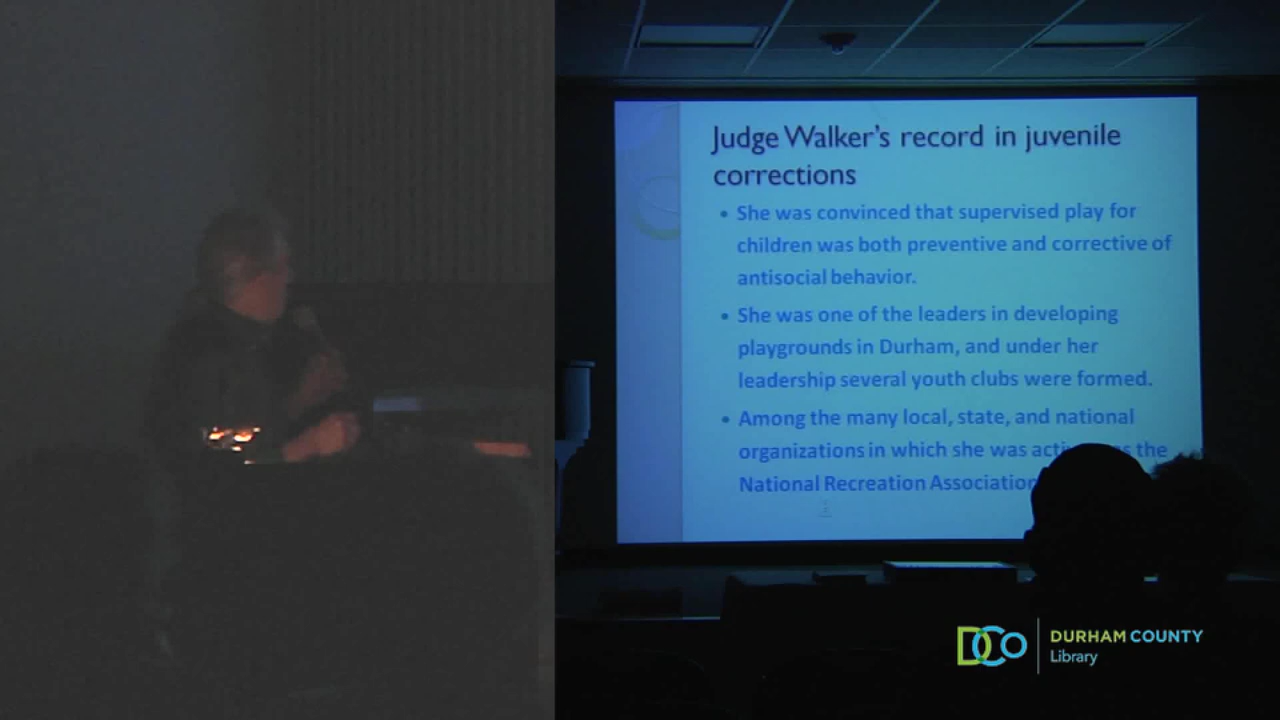 Judge Walker's record in juvenile
corrections
• She was convinced that supervised play for
children was both preventive and corrective of
antisocial behavior.
• She was one of the leaders in developing
playgrounds in Durham, and under her
leadership several youth clubs were formed.
• Among the many local, state, and national
organizations in which she was the
National Recreation Association
DCo DURHAM COUNTY
Library